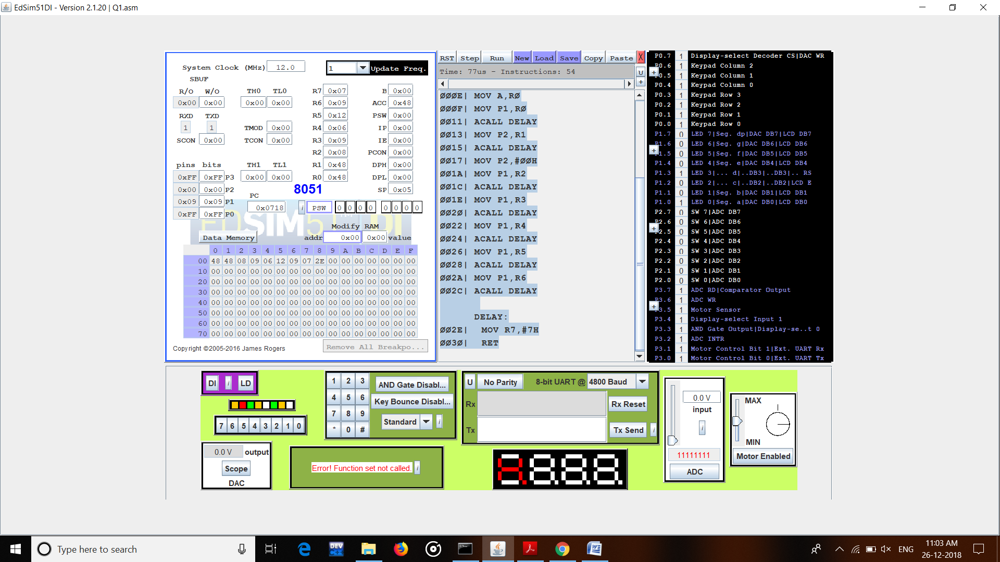 EdSim51DI - Version 2.1.20 | Q1.asm
System Clock (MHz) 12.0 1 Update Freq.
SBUF
R/O W/O TH0 TL0 R7 0x07 B 0x00
0x00 0x00 0x00 0x00 R6 0x09 ACC 0x48
RXD TXD R5 0x12 PSW 0x00
1 1 TMOD 0x00 R4 0x06 IP 0x00
SCON 0x00 TCON 0x00 R3 0x09 IE 0x00
R2 0x08 PCON 0x00
pins bits TH1 TL1 R1 0x48 DPH 0x00
0xFF 0xFF P3 0x00 0x00 R0 0x48 DPL 0x00
0x00 0x00 P2 8051 SP 0x05
PC
0x09 0x09 P1 0x0718 i PSW 0 0 0 0 0 0 0 0
0xFF 0xFF P0
EDSIM51DI
Modify RAM
Data Memory addr 0x00 0x00 value
0 1 2 3 4 5 6 7 8 9 A B C D E F
00 48 48 08 09 06 12 09 07 2E 00 00 00 00 00 00 00
10 00 00 00 00 00 00 00 00 00 00 00 00 00 00 00 00
20 00 00 00 00 00 00 00 00 00 00 00 00 00 00 00 00
30 00 00 00 00 00 00 00 00 00 00 00 00 00 00 00 00
40 00 00 00 00 00 00 00 00 00 00 00 00 00 00 00 00
50 00 00 00 00 00 00 00 00 00 00 00 00 00 00 00 00
60 00 00 00 00 00 00 00 00 00 00 00 00 00 00 00 00
70 00 00 00 00 00 00 00 00 00 00 00 00 00 00 00 00
Copyright ©2005-2016 James Rogers Remove All Breakpo...
RST Step Run New Load Save Copy Paste X
Time: 77us - Instructions: 54 U
+
000E| MOV A,R0
000F| MOV P1,R0
0011| ACALL DELAY
0013| MOV P2,R1
0015| ACALL DELAY
0017| MOV P2,#00H
001A| MOV P1,R2
001C| ACALL DELAY
001E| MOV P1,R3
0020| ACALL DELAY
0022| MOV P1,R4
0024| ACALL DELAY
0026| MOV P1,R5
0028| ACALL DELAY
002A| MOV P1,R6
002C| ACALL DELAY
DELAY:
002E| MOV R7,#7H
0030| RET
P0.7 1 Display-select Decoder CS|DAC WR
P0.6 1 Keypad Column 2
+ 0.5 1 Keypad Column 1
P0.4 1 Keypad Column 0
P0.3 1 Keypad Row 3
P0.2 1 Keypad Row 2
P0.1 1 Keypad Row 1
P0.0 1 Keypad Row 0
P1.7 0 LED 7|Seg. dp|DAC DB7|LCD DB7
P1.6 0 LED 6|Seg. g|DAC DB6|LCD DB6
+ 1.5 0 LED 5|Seg. f|DAC DB5|LCD DB5
P1.4 0 LED 4|Seg. e|DAC DB4|LCD DB4
P1.3 1 LED 3|... d|..DB3|..DB3|.. RS
P1.2 0 LED 2|... c|..DB2|..DB2|LCD E
P1.1 0 LED 1|Seg. b|DAC DB1|LCD DB1
P1.0 1 LED 0|Seg. a|DAC DB0|LCD DB0
P2.7 0 SW 7|ADC DB7
P2.6 0 SW 6|ADC DB6
+ 2.5 0 SW 5|ADC DB5
P2.4 0 SW 4|ADC DB4
P2.3 0 SW 3|ADC DB3
P2.2 0 SW 2|ADC DB2
P2.1 0 SW 1|ADC DB1
P2.0 0 SW 0|ADC DB0
P3.7 1 ADC RD|Comparator Output
P3.6 1 ADC WR
+ 3.5 1 Motor Sensor
P3.4 1 Display-select Input 1
P3.3 1 AND Gate Output|Display-se..t 0
P3.2 1 ADC INTR
P3.1 1 Motor Control Bit 1|Ext. UART Rx
P3.0 1 Motor Control Bit 0|Ext. UART Tx
DI i LD
7 6 5 4 3 2 1 0
0.0 V output
Scope
DAC
1 2 3
4 5 6
7 8 9
* 0 #
AND Gate Disabl...
Key Bounce Disabl...
Standard i
Error! Function set not called. i
U No Parity 8-bit UART @ 4800 Baud
Rx Rx Reset
Tx Tx Send i
8.8.8.8.
0.0 V
input
i
11111111
ADC
MAX
MIN
Motor Enabled
Type here to search
DEV C++
ENG
11:03 AM
26-12-2018